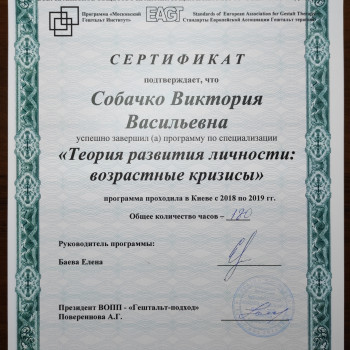 Программа «Московский
Гештальт Институт»
EAGT
Standards of European Association for Gestalt Therapy
Стандарты Европейской Ассоциации Гештальт
СЕРТИФИКАТ
подтверждает, что
Собачко Виктория
Васильевна
успешно завершил (а) программу по специализации
«Теория развития личности:
возрастные кризисы»
программа проходила в Киеве с 2018 по 2019 гг.
Общее количество часов – 180
Руководитель программы:
Баева Елена
Президент ВОПП - «Гештальт-подход»
Повереннова А.Г.